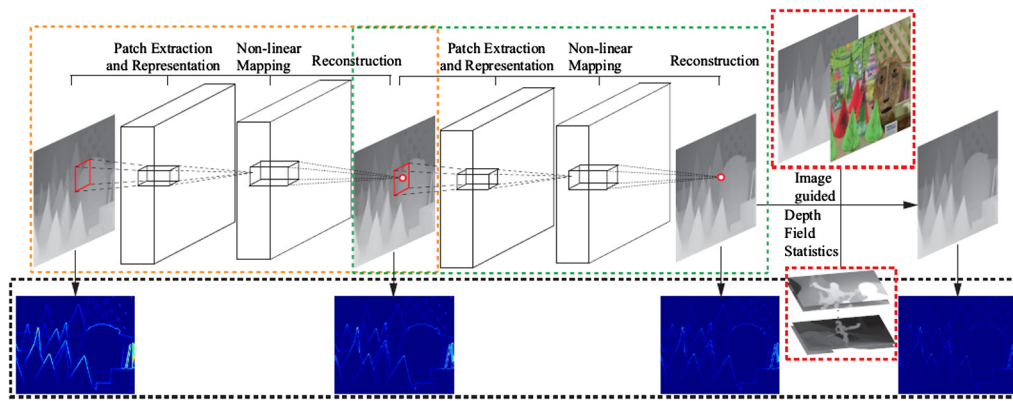 Patch Extraction
and Representation
Non-linear
Mapping
Reconstruction
Patch Extraction
and Representation
Non-linear
Mapping
Reconstruction
Image
guided
Depth
Field
Statistics